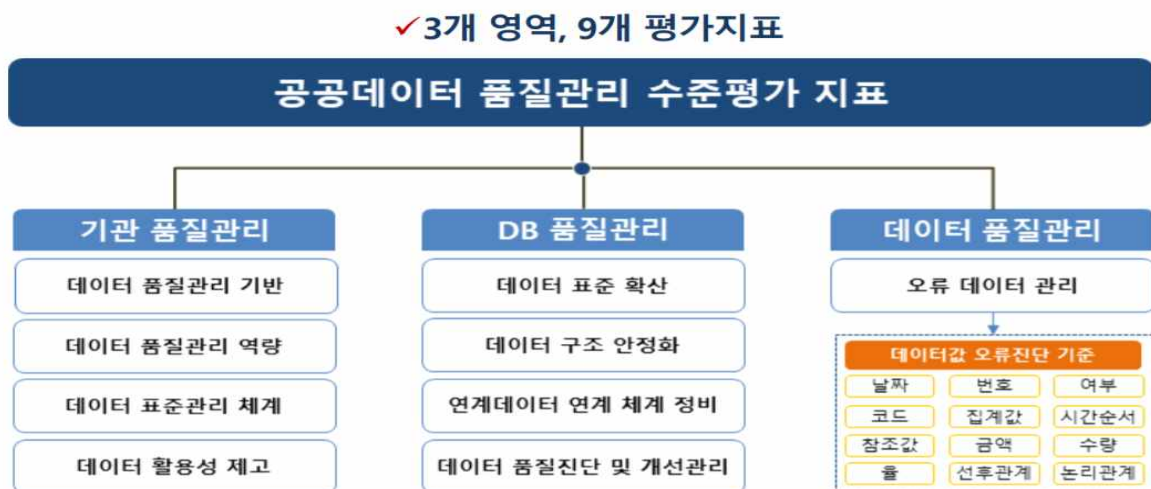 ✓3개 영역, 9개 평가지표
공공데이터 품질관리 수준평가 지표
기관 품질관리
데이터 품질관리 기반
데이터 품질관리 역량
데이터 표준관리 체계
데이터 활용성 제고
DB 품질관리
데이터 표준 확산
데이터 구조 안정화
연계데이터 연계 체계 정비
데이터 품질진단 및 개선관리
데이터 품질관리
오류 데이터 관리
데이터값 오류진단 기준
날짜 번호 여부
코드 집계값 시간순서
참조값 금액 수량
율 선후관계 논리관계